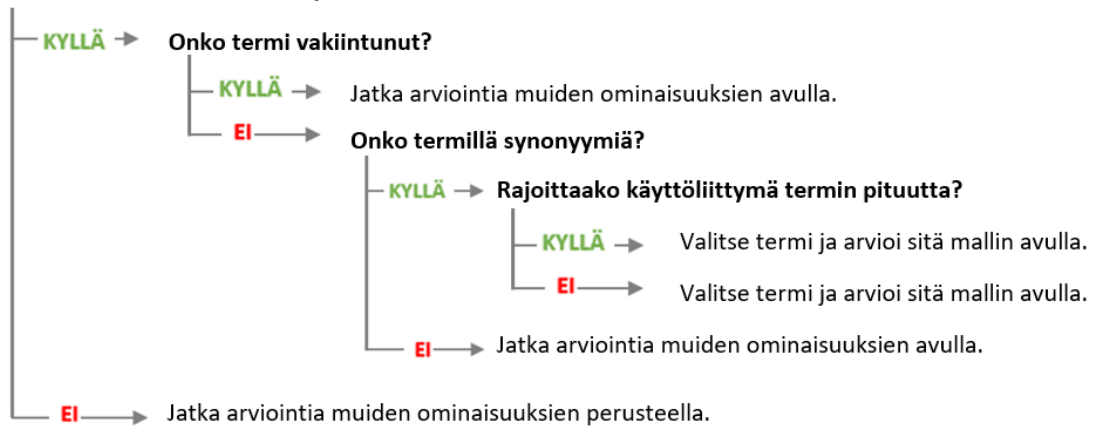 KYLLÄ Onko termi vakiintunut?
KYLLÄ Jatka arviointia muiden ominaisuuksien avulla.
EI Onko termillä synonyymiä?
KYLLÄ Rajoittaako käyttöliittymä termin pituutta?
KYLLÄ Valitse termi ja arvioi sitä mallin avulla.
EI Valitse termi ja arvioi sitä mallin avulla.
EI Jatka arviointia muiden ominaisuuksien avulla.
EI Jatka arviointia muiden ominaisuuksien perusteella.